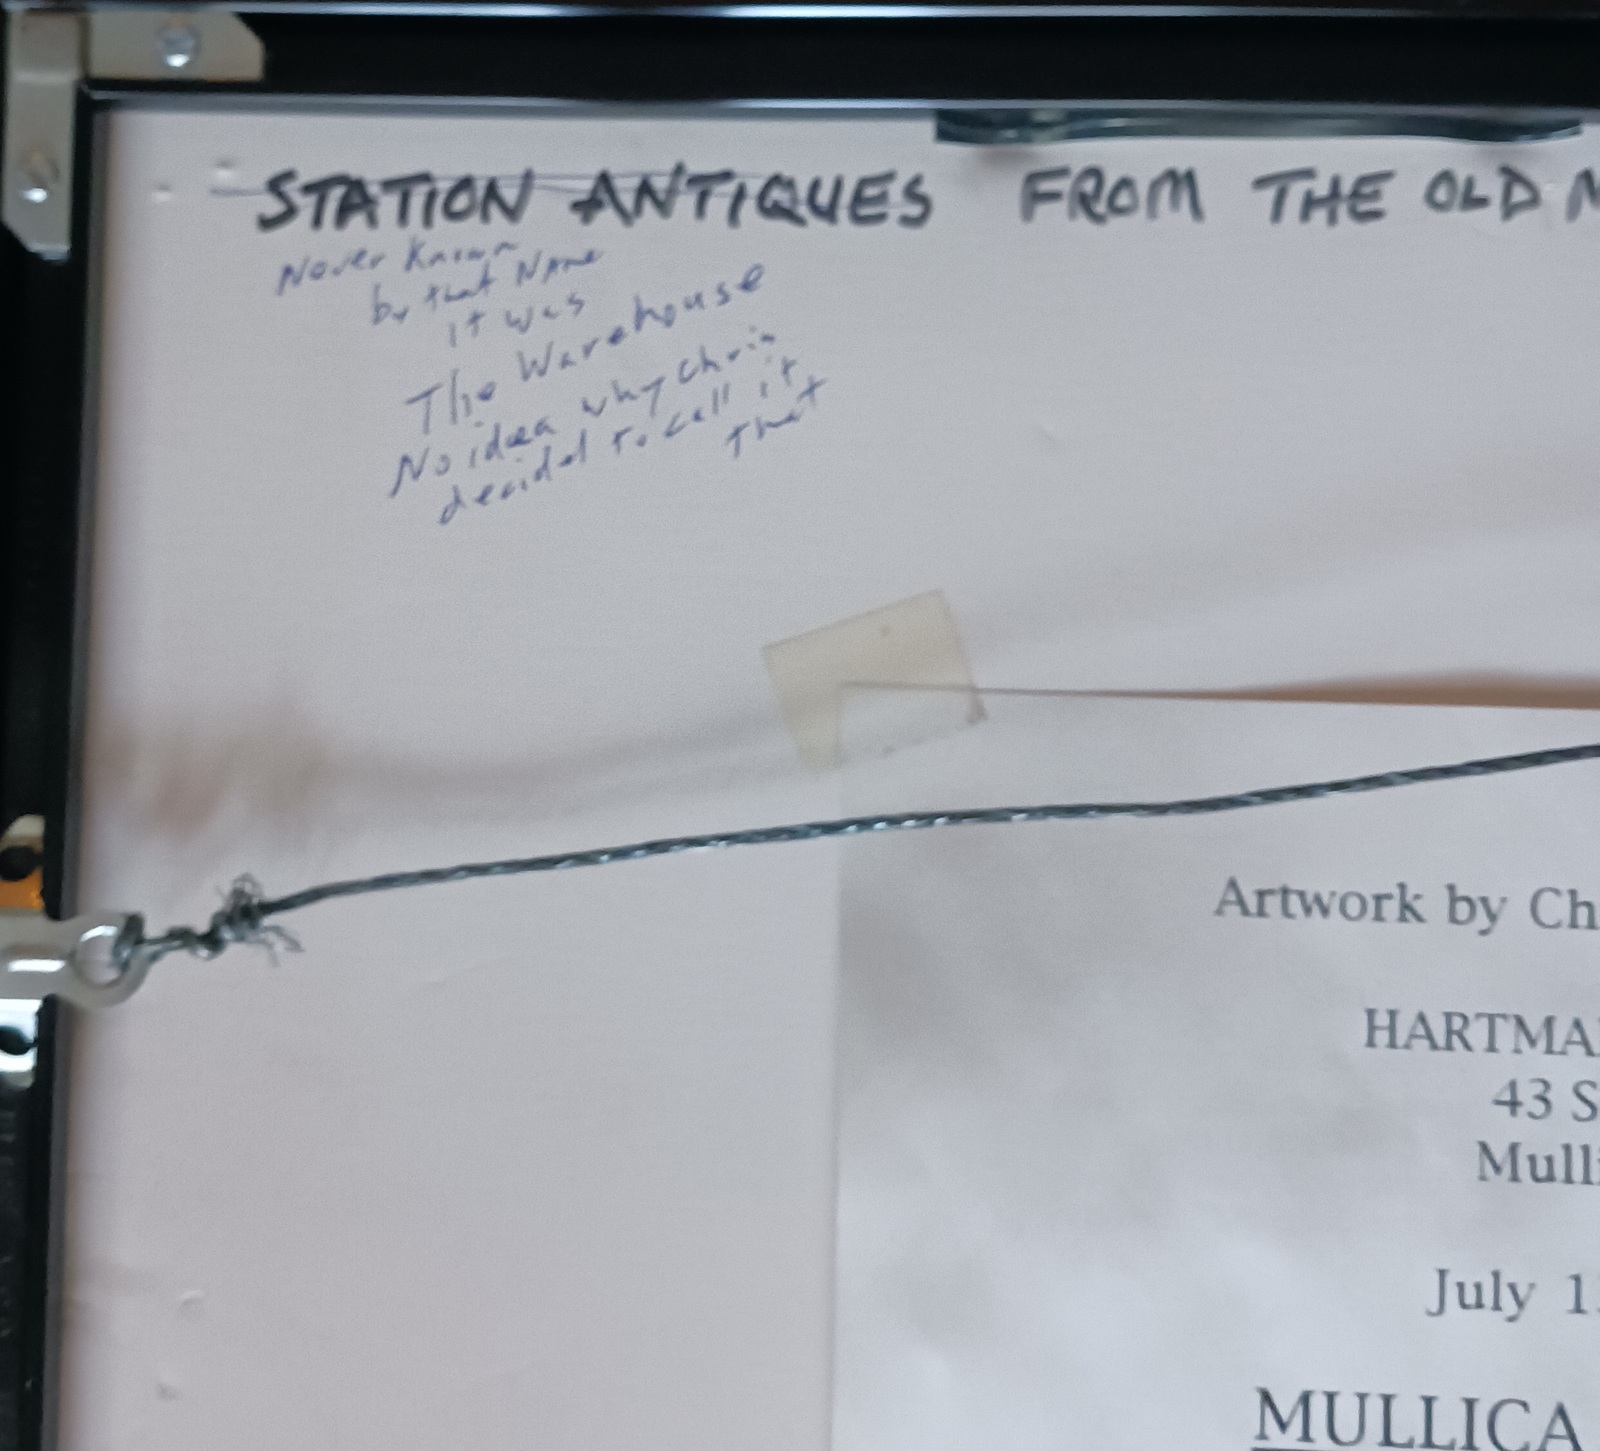 STATION ANTIQUES FROM THE OLD M
Never Known
by that Name
it was
The Warehouse
No idea why Chris
decided to call it
that
Artwork by Ch
HARTMA
43 S
Mulli
July 1
MULLICA